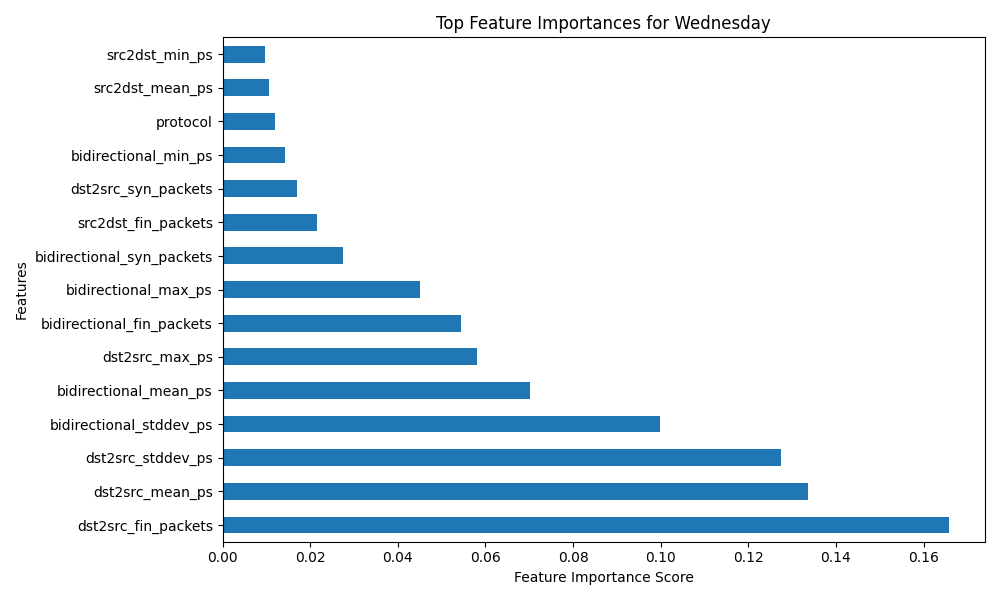 Top Feature Importances for Wednesday
src2dst_min_ps
src2dst_mean_ps
protocol
bidirectional_min_ps
dst2src_syn_packets
src2dst_fin_packets
bidirectional_syn_packets
bidirectional_max_ps
bidirectional_fin_packets
dst2src_max_ps
bidirectional_mean_ps
bidirectional_stddev_ps
dst2src_stddev_ps
dst2src_mean_ps
dst2src_fin_packets
Features
0.00 0.02 0.04 0.06 0.08 0.10 0.12 0.14 0.16
Feature Importance Score